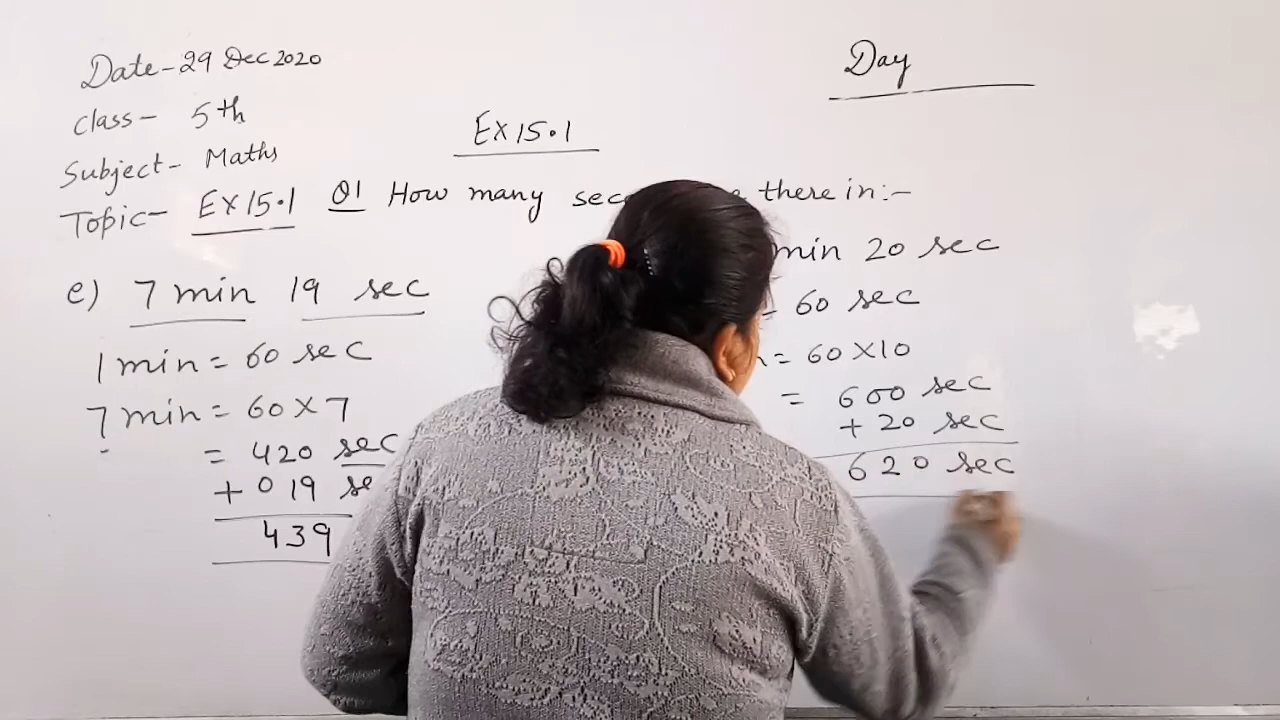 Date-29 Dec 2020
Day
Class- 5th
Ex 15.1
Subject- Maths
Topic- Ex 15.1 Q1 How many there in:-
e) 7 min 19 sec
1 min = 60 sec
7 min = 60 x 7
= 420 sec
+ 019
439
min 20 sec
= 60 sec
= 60 x 10
= 600 sec
+ 20 sec
620 sec